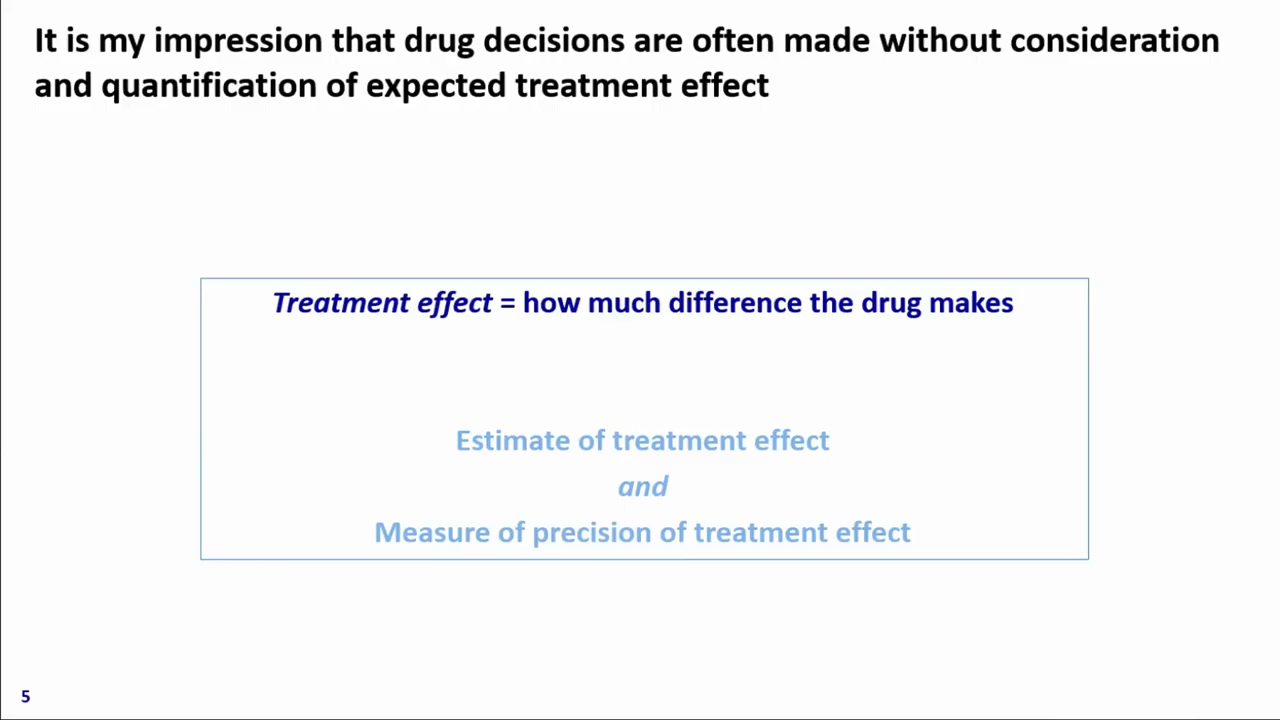 It is my impression that drug decisions are often made without consideration
and quantification of expected treatment effect
Treatment effect = how much difference the drug makes
Estimate of treatment effect
and
Measure of precision of treatment effect
5